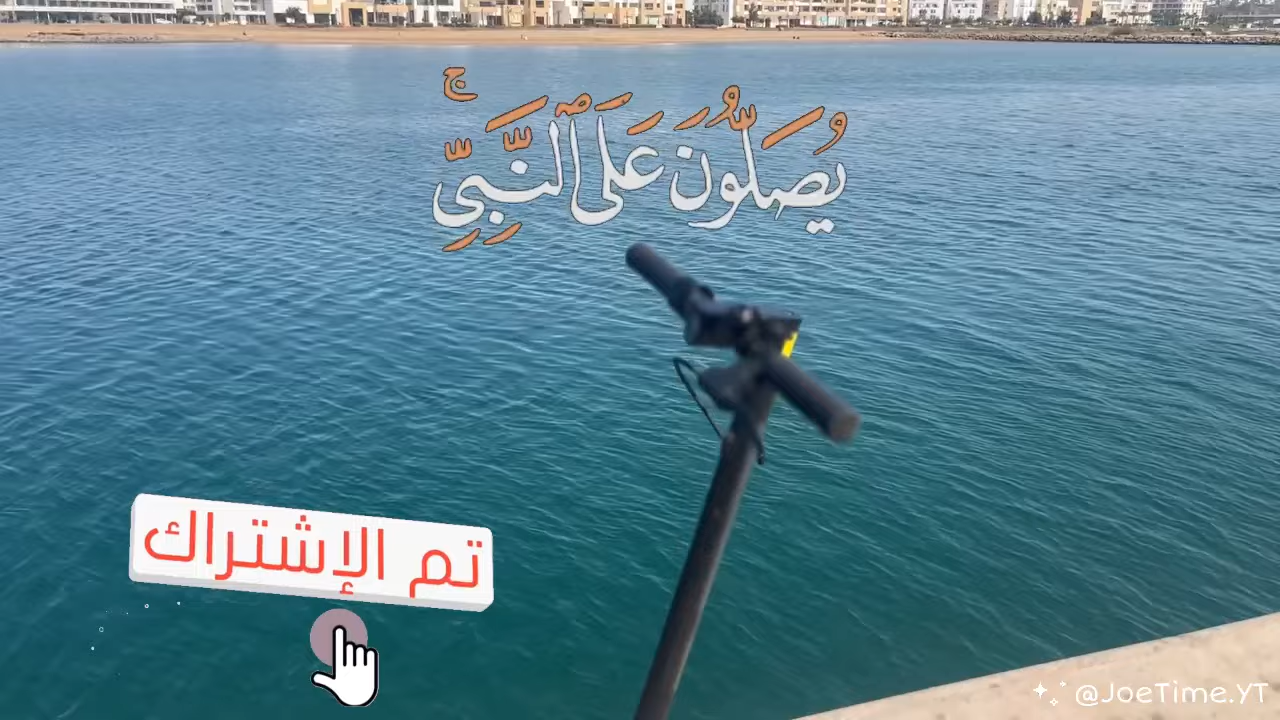 يُصَلُّونَ عَلَى ٱلنَّبِيِّۚ
تم الإشتراك
@JoeTime.YT